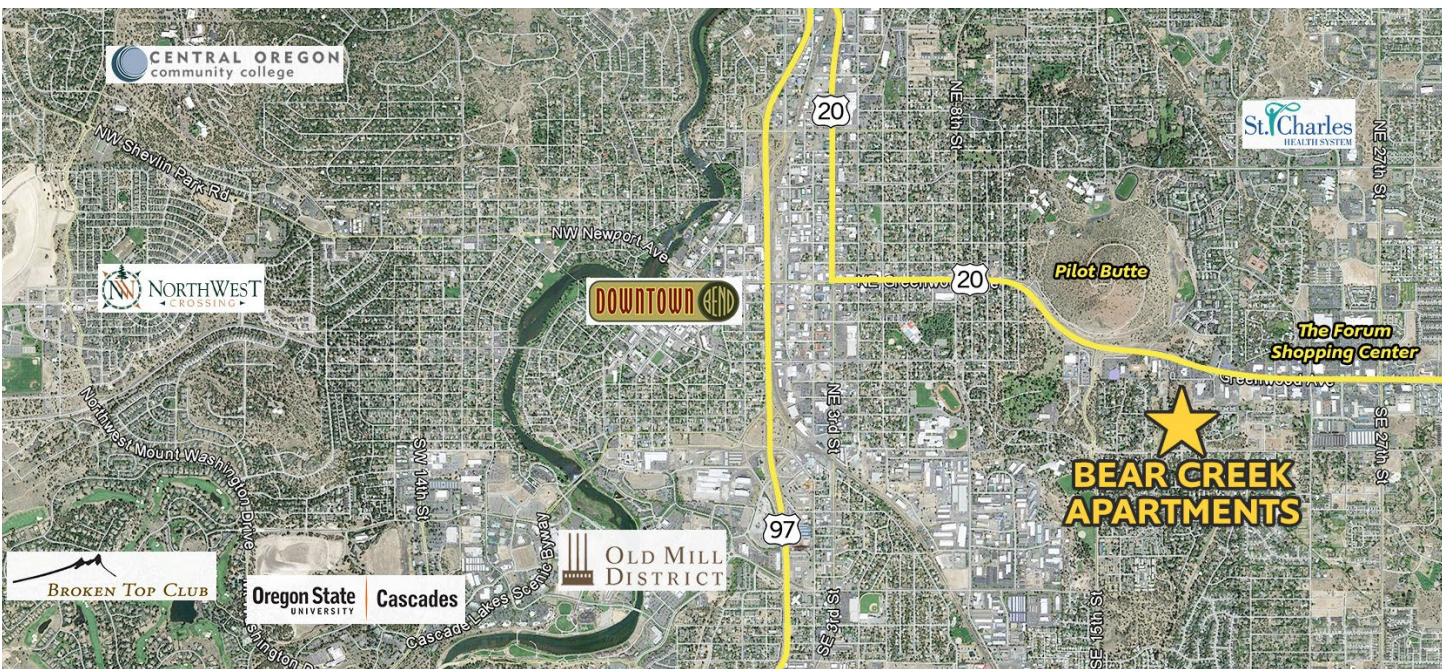 CENTRAL OREGON
community college
NW Shevlin Park Rd
NORTHWEST
CROSSING
NW Newport Ave
DOWNTOWN BEND
20
NE 8th St
St. Charles
HEALTH SYSTEM
NE 27th St
NE Greenwo
20
Pilot Butte
The Forum
Shopping Center
Greenwood Ave
BEAR CREEK
APARTMENTS
NE 3rd St
SE 27th St
Northwest Mount Washington Drive
SW 14th St
97
OLD MILL
DISTRICT
BROKEN TOP CLUB
Oregon State
UNIVERSITY
Cascades
Cascade Lakes Scenic Byway
SE 3rd St
SE 15th St